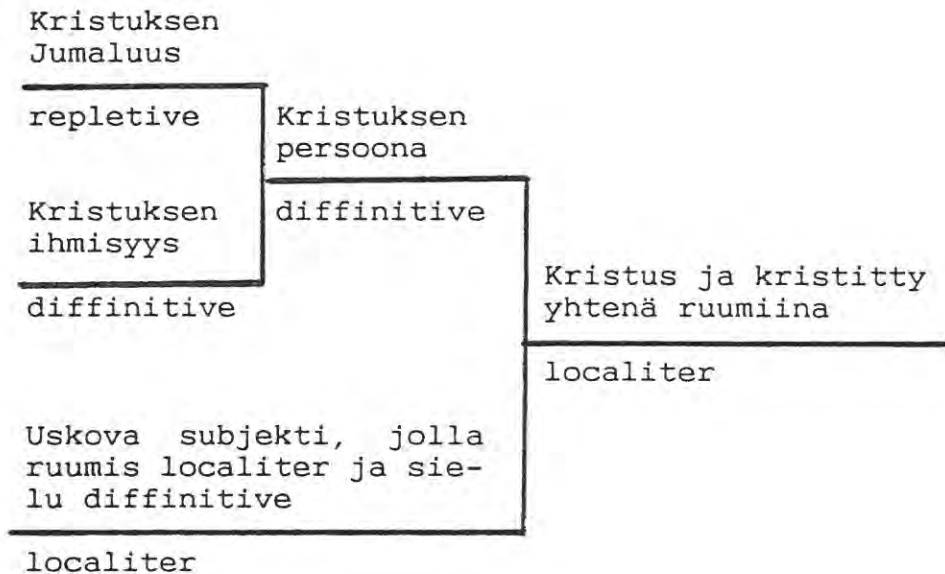 Kristuksen
Jumaluus
repletive
Kristuksen
persoona
Kristuksen
ihmisyys
diffinitive
diffinitive
Kristus ja kristitty
yhtenä ruumiina
localiter
Uskova subjekti, jolla
ruumis localiter ja sie-
lu diffinitive
localiter